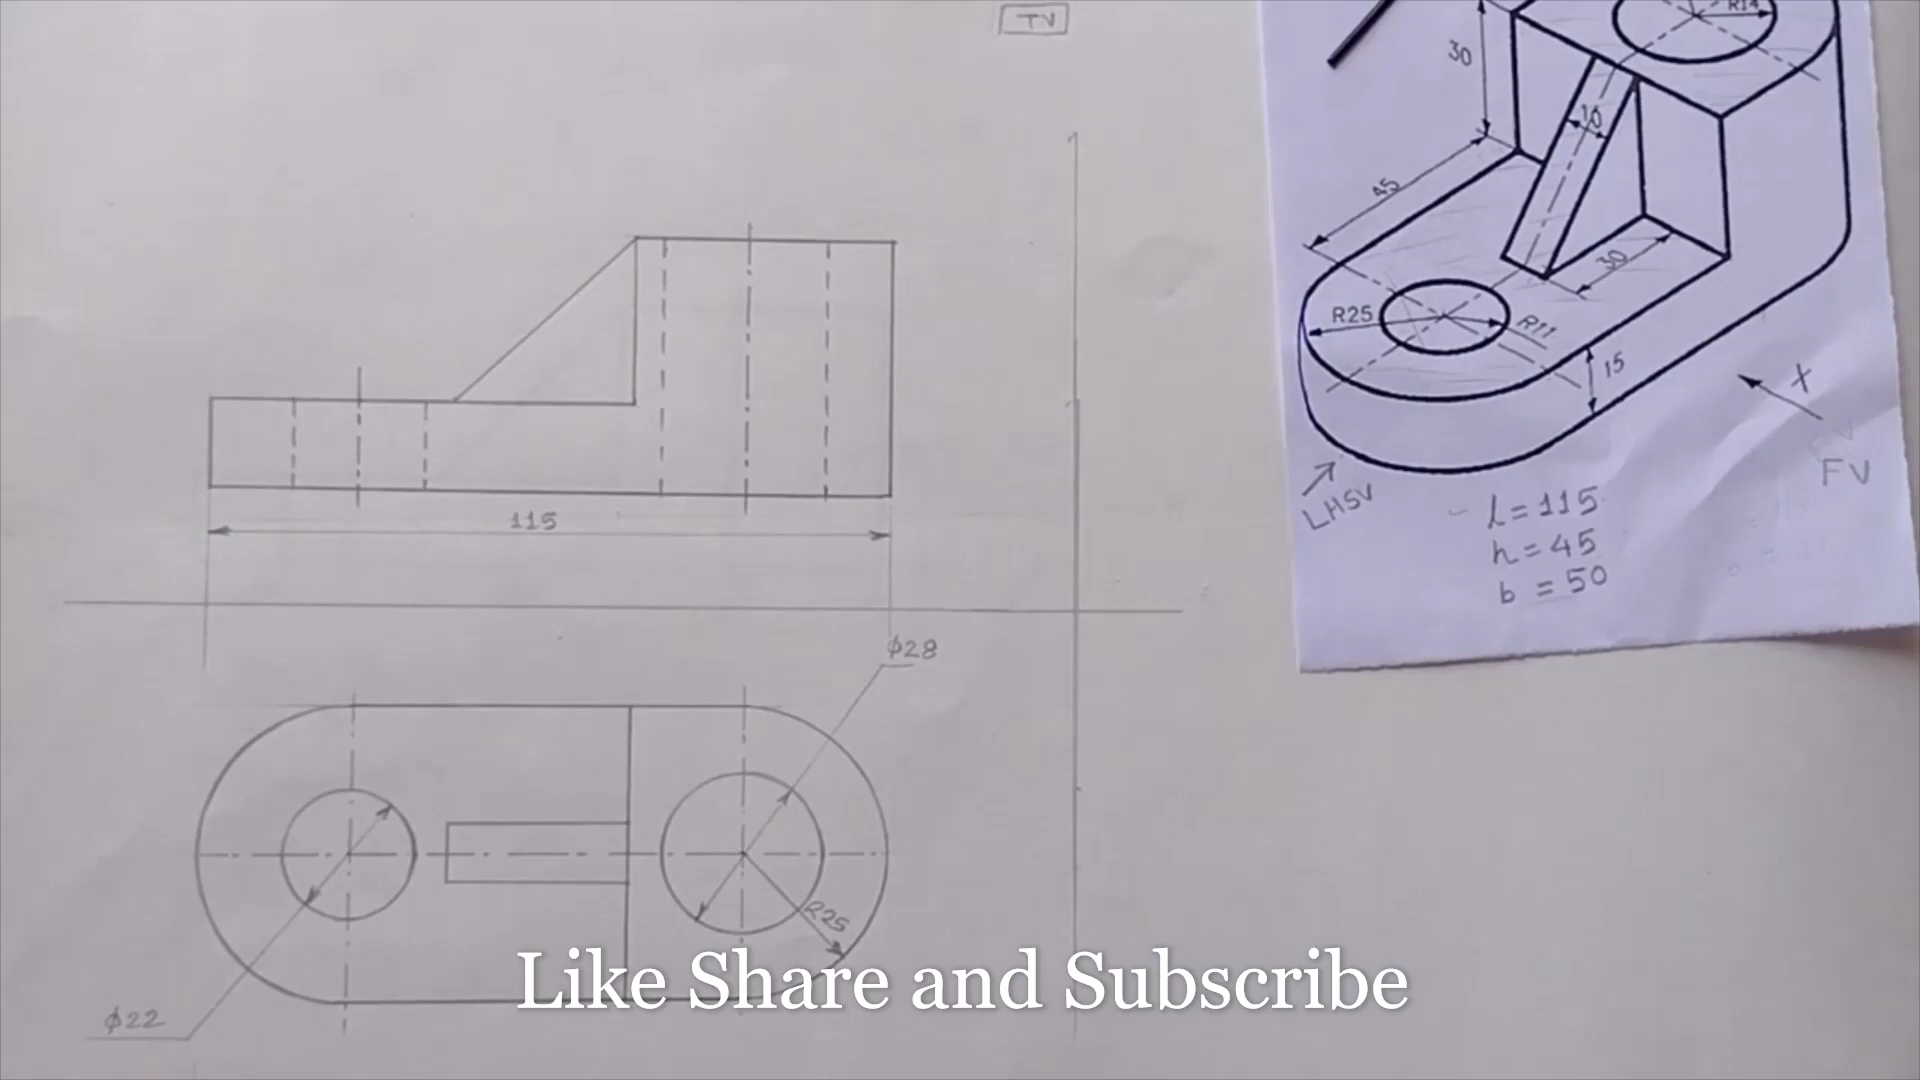 TV
R14
30
10
45
30
R25
R11
15
X
FV
LHSV
l=115
h=45
b=50
115
ϕ28
R25
ϕ22
Like Share and Subscribe